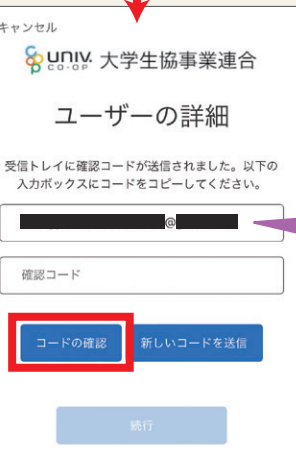 キャンセル
univ. 大学生協事業連合
CO-OP
ユーザーの詳細
受信トレイに確認コードが送信されました。以下の
入力ボックスにコードをコピーしてください。
@
確認コード
コードの確認 新しいコードを送信
続行